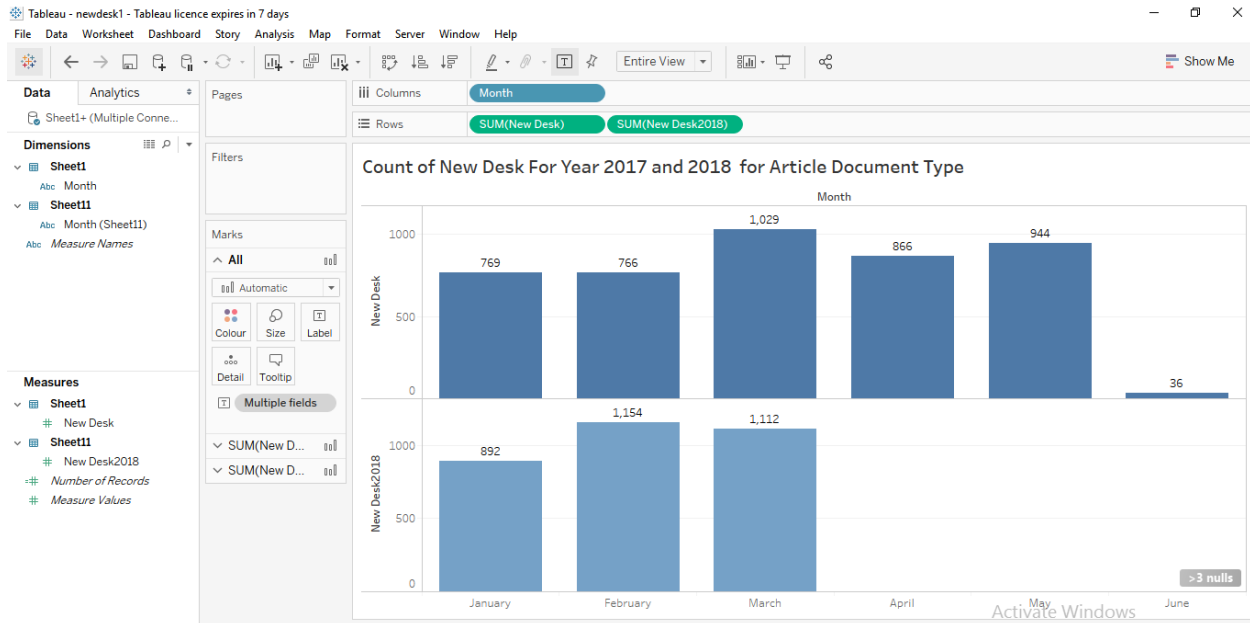 Tableau - newdesk1 - Tableau licence expires in 7 days
File Data Worksheet Dashboard Story Analysis Map Format Server Window Help
Entire View
Show Me
Data Analytics
Sheet1+ (Multiple Conne...
Dimensions
Sheet1
Abc Month
Sheet11
Abc Month (Sheet11)
Abc Measure Names
Measures
Sheet1
# New Desk
Sheet11
# New Desk2018
=# Number of Records
# Measure Values
Pages
Filters
Marks
All
Automatic
Colour Size Label
Detail Tooltip
Multiple fields
SUM(New D...
SUM(New D...
Columns Month
Rows SUM(New Desk) SUM(New Desk2018)
Count of New Desk For Year 2017 and 2018 for Article Document Type
Month
New Desk
1000
500
0
769 766 1,029 866 944 36
New Desk2018
1000
500
0
892 1,154 1,112
>3 nulls
January February March April May June
Activate Windows